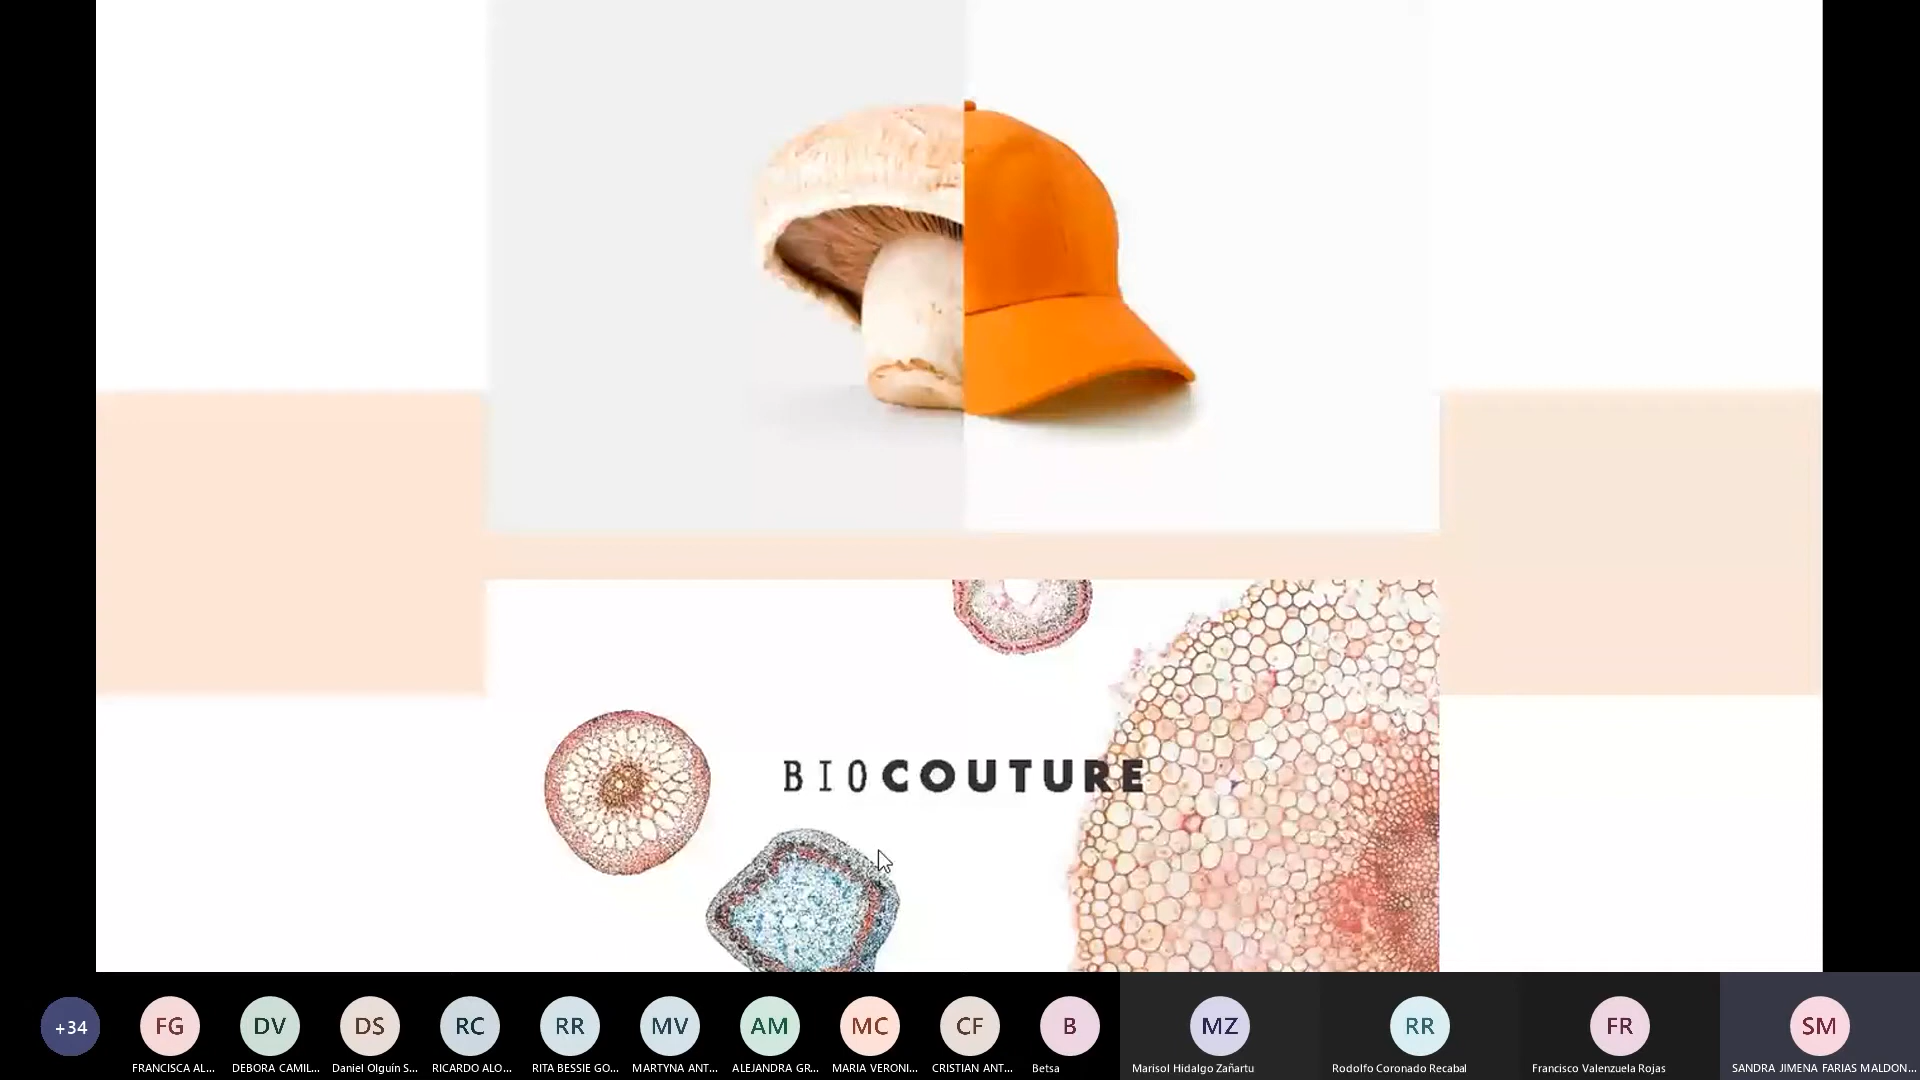 BIOCOUTURE
+34
FG
DV
DS
RC
RR
MV
AM
MC
CF
B
MZ
RR
FR
SM
FRANCISCA AL...
DEBORA CAMIL...
Daniel Olguín S...
RICARDO ALO...
RITA BESSIE GO...
MARTYNA ANT...
ALEJANDRA GR...
MARIA VERONI...
CRISTIAN ANT...
Betsa
Marisol Hidalgo Zañartu
Rodolfo Coronado Recabal
Francisco Valenzuela Rojas
SANDRA JIMENA FARIAS MALDON...